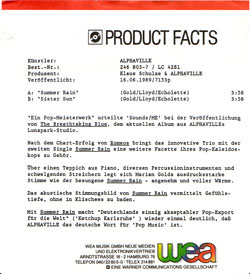 PRODUCT FACTS
Künstler: ALPHAVILLE
Best.-Nr.: 246 803-7 / LC 4281
Produzent: Klaus Schulze & ALPHAVILLE
Veröffentlicht: 16.06.1989/7155p
A: "Summer Rain" (Gold/Lloyd/Echolette) 3:58
B: "Sister Sun" (Gold/Lloyd/Echolette) 3:58
"Ein Pop-Meisterwerk" urteilte 'Sounds/ME' bei der Veröffentlichung
von The Breathtaking Blue, dem aktuellen Album aus ALPHAVILLEs
Lunapark-Studio.
Nach dem Chart-Erfolg von Romeos bringt das innovative Trio mit der
zweiten Single Summer Rain eine weitere Facette ihres Pop-Kaleidos-
kops zu Gehör:
Über einen Teppich aus Piano, diversen Percussioninstrumenten und
schwelgenden Streichern legt sich Marian Golds ausdrucksstarke
Stimme wie der besungene Summer Rain - angenehm und voller Wärme.
Das akustische Stimmungsbild von Summer Rain vermittelt Gefühls-
tiefe, ohne in Klischees zu baden.
Mit Summer Rain macht "Deutschlands einzig akzeptabler Pop-Export
für die Welt" ('Ketchup Karlsruhe') wieder einmal deutlich, daß
ALPHAVILLE das deutsche Wort für "Pop Music" ist.
WEA MUSIK GMBH NEUE MEDIEN
UND ELEKTRONIKVERTRIEB
ARNDTSTRASSE 16 · 2 HAMBURG 76
TELEFON 040/22805-0 · TELEX
EINE WARNER COMMUNICATIONS GESELLSCHAFT
wea